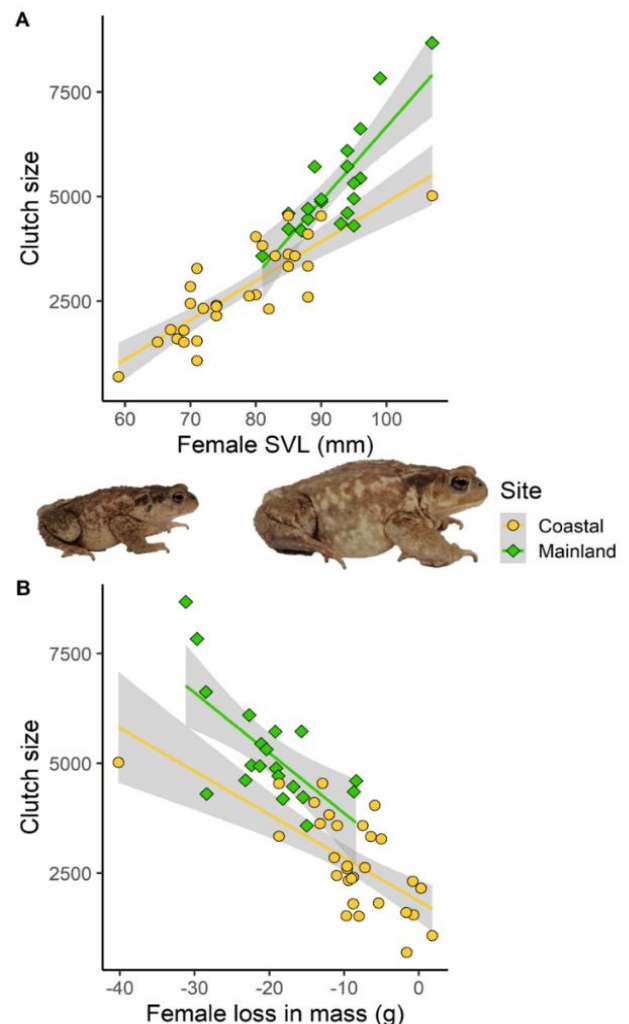 A
7500
5000
2500
Clutch size
60 70 80 90 100
Female SVL (mm)
Site
Coastal
Mainland
B
7500
5000
2500
Clutch size
-40 -30 -20 -10 0
Female loss in mass (g)